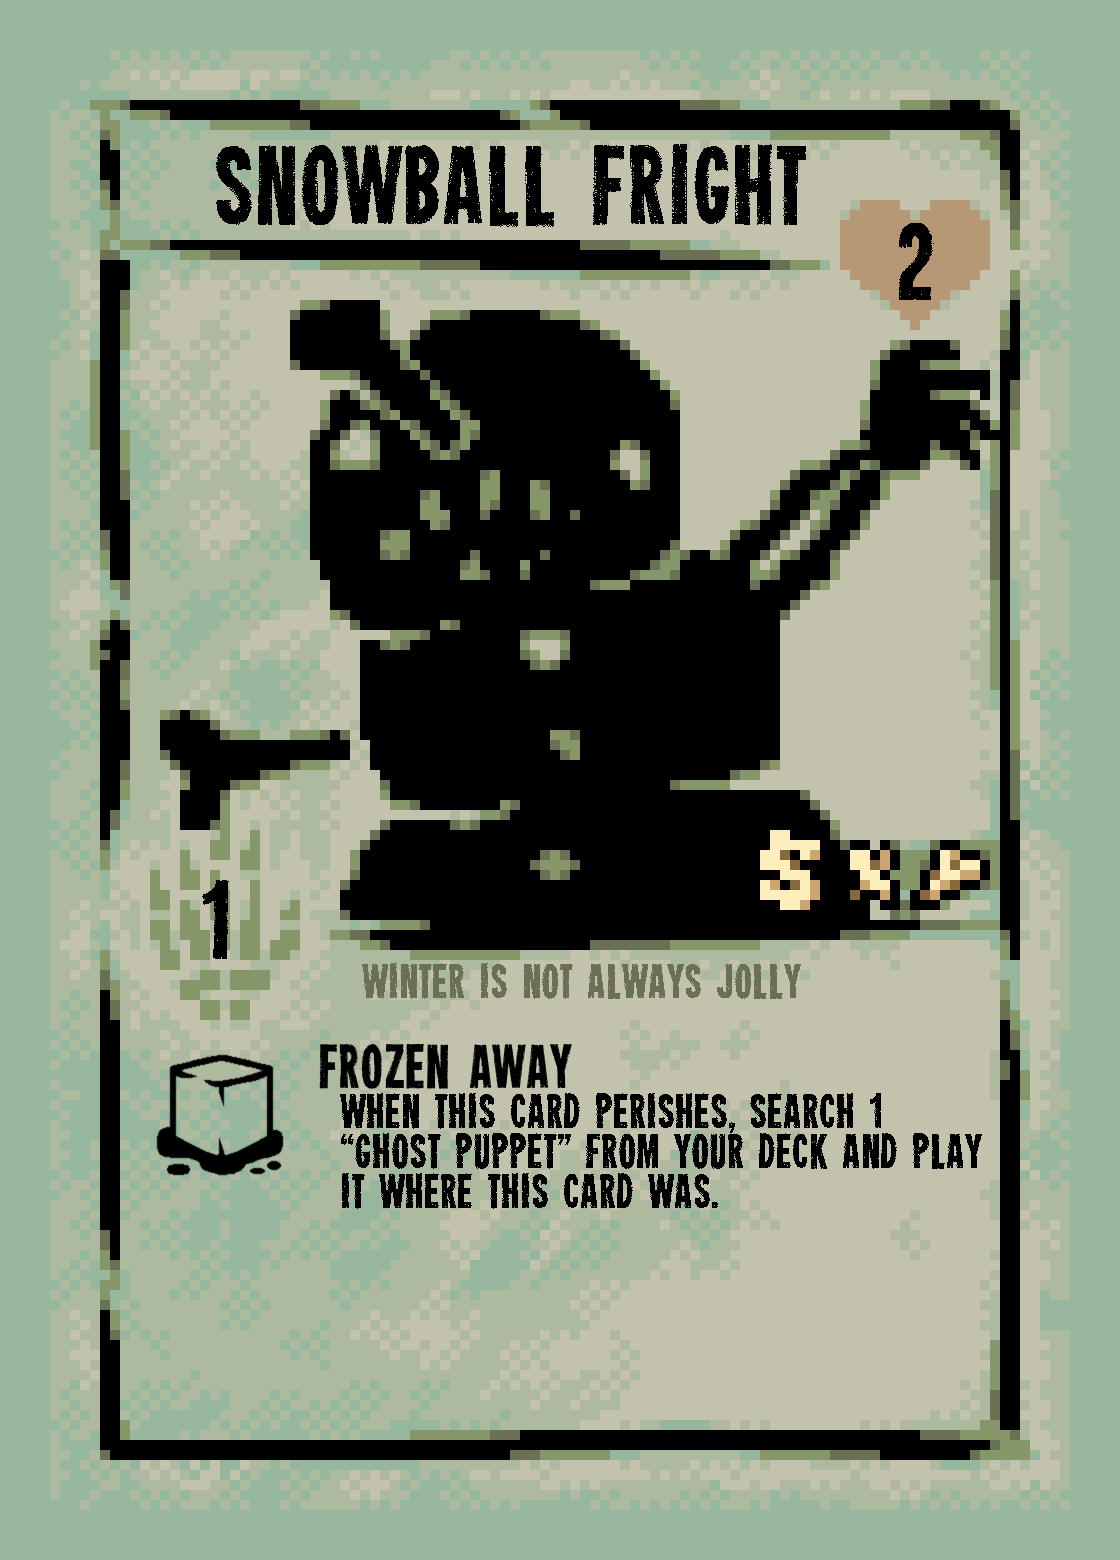 SNOWBALL FRIGHT
2
SXY
1
WINTER IS NOT ALWAYS JOLLY
FROZEN AWAY
WHEN THIS CARD PERISHES, SEARCH 1
“GHOST PUPPET” FROM YOUR DECK AND PLAY
IT WHERE THIS CARD WAS.